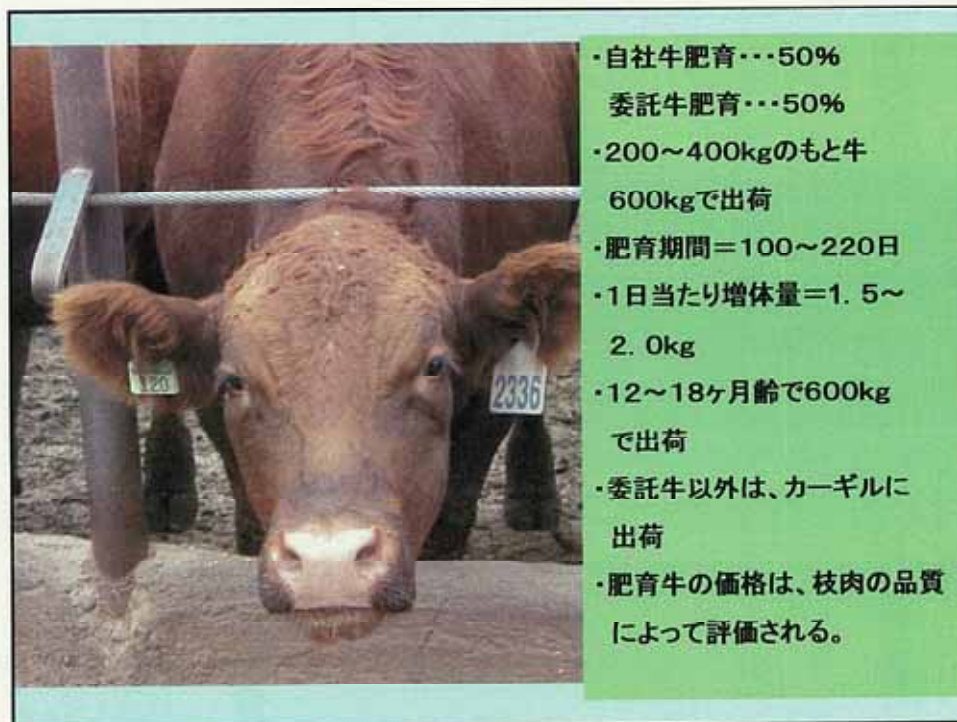 ・自社牛肥育･･･50%
委託牛肥育･･･50%
・200～400kgのもと牛
600kgで出荷
・肥育期間＝100～220日
・1日当たり増体量＝1．5～
2．0kg
・12～18ヶ月齢で600kg
で出荷
・委託牛以外は、カーギルに
出荷
・肥育牛の価格は、枝肉の品質
によって評価される。
120
2336